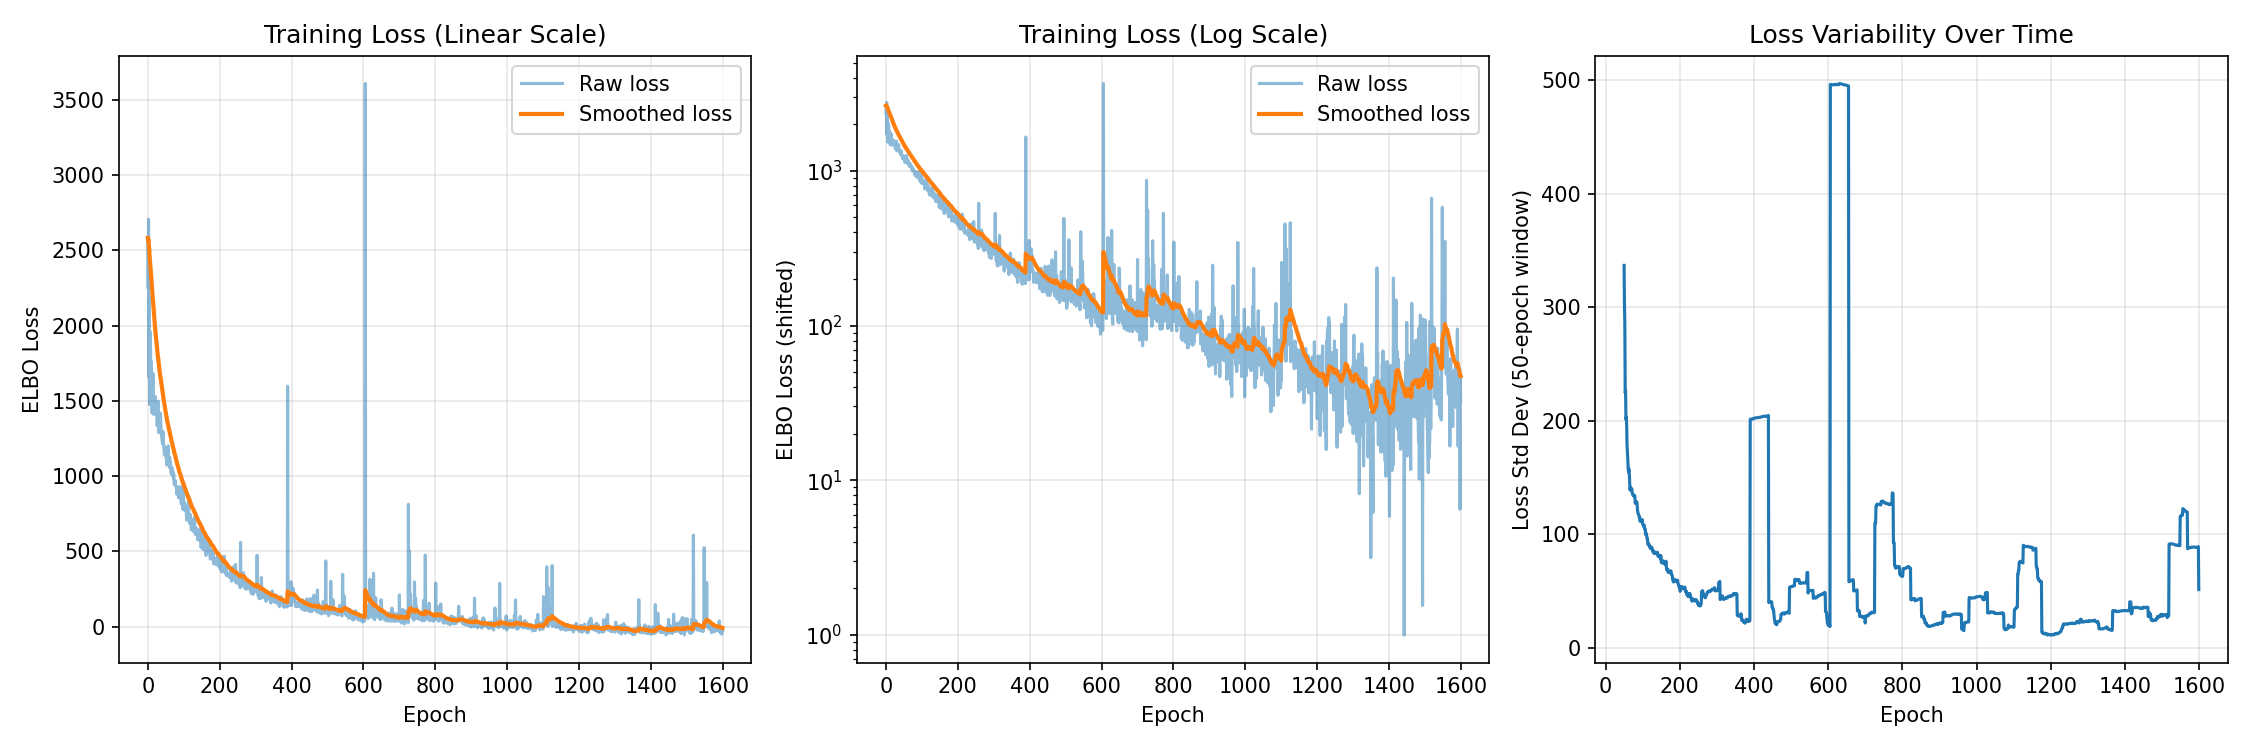 Training Loss (Linear Scale)
ELBO Loss
3500
3000
2500
2000
1500
1000
500
0
Raw loss
Smoothed loss
0 200 400 600 800 1000 1200 1400 1600
Epoch
Training Loss (Log Scale)
ELBO Loss (shifted)
10³
10²
10¹
10⁰
Raw loss
Smoothed loss
0 200 400 600 800 1000 1200 1400 1600
Epoch
Loss Variability Over Time
Loss Std Dev (50-epoch window)
500
400
300
200
100
0
0 200 400 600 800 1000 1200 1400 1600
Epoch